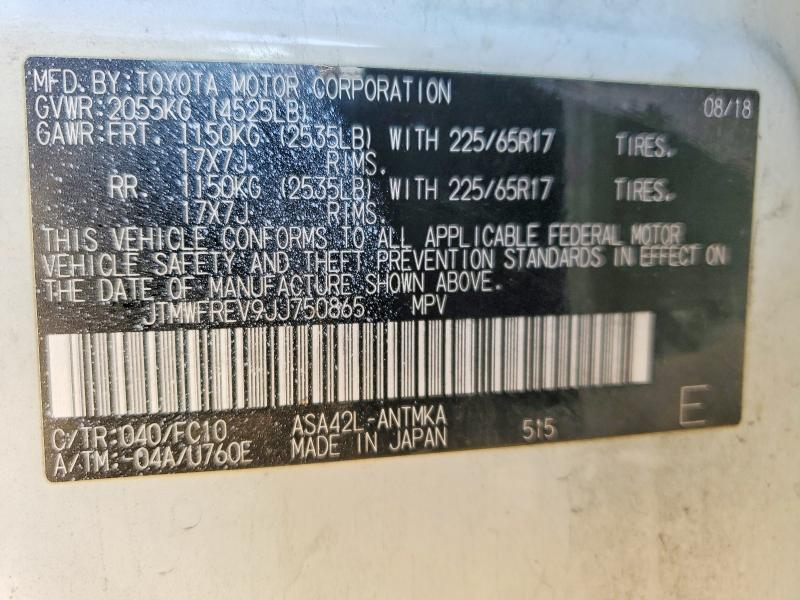 MFD. BY: TOYOTA MOTOR CORPORATION 08/18
GVWR: 2055KG (4525LB)
GAWR: FRT. 1150KG (2535LB) WITH 225/65R17 TIRES.
17X7J. RIMS.
RR. 1150KG (2535LB) WITH 225/65R17 TIRES.
17X7J. RIMS.
THIS VEHICLE CONFORMS TO ALL APPLICABLE FEDERAL MOTOR
VEHICLE SAFETY AND THEFT PREVENTION STANDARDS IN EFFECT ON
THE DATE OF MANUFACTURE SHOWN ABOVE.
JTMWFREV9JJ750865. MPV
C/TR: 040/FC10 ASA42L-ANTMKA 515 E
A/TM: -04A/U760E MADE IN JAPAN